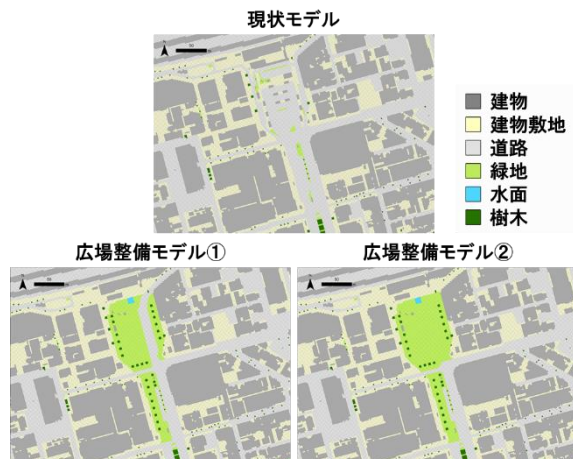 現状モデル
建物
建物敷地
道路
緑地
水面
樹木
広場整備モデル①
広場整備モデル②